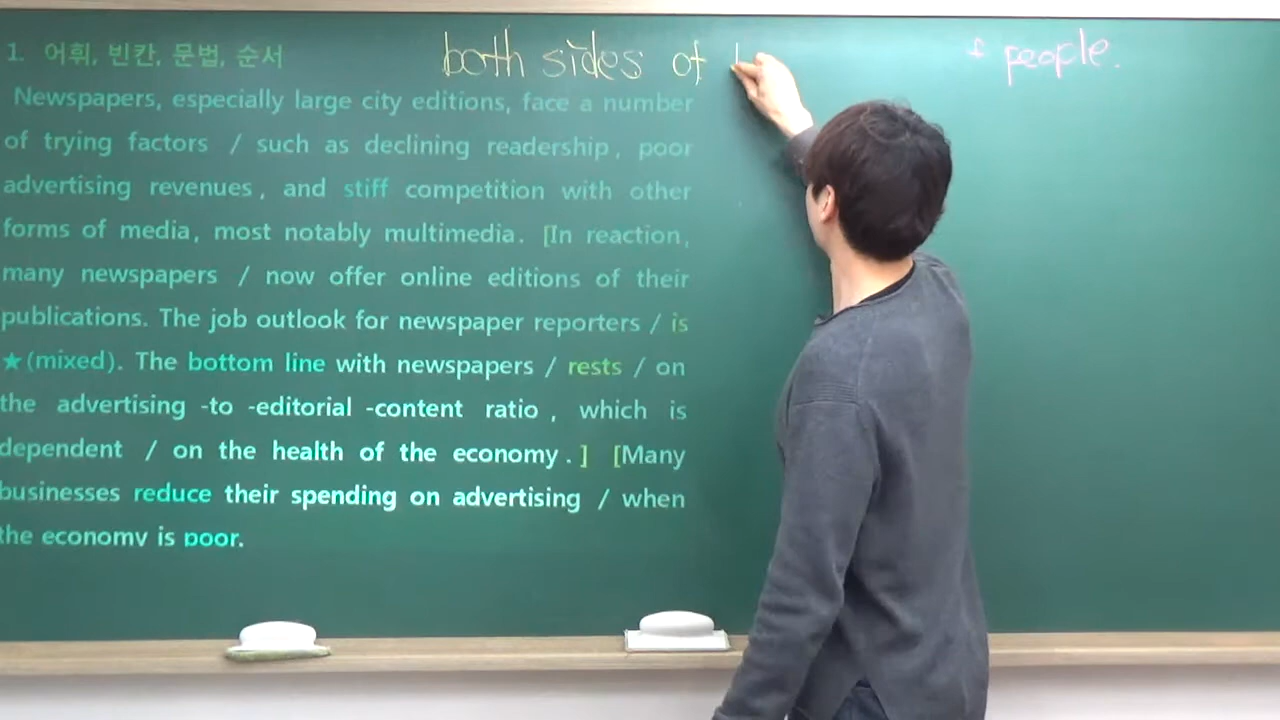 1. 어휘, 빈칸, 문법, 순서
both sides of
people.
Newspapers, especially large city editions, face a number
of trying factors / such as declining readership, poor
advertising revenues, and stiff competition with other
forms of media, most notably multimedia. [In reaction,
many newspapers / now offer online editions of their
publications. The job outlook for newspaper reporters / is
★(mixed). The bottom line with newspapers / rests / on
the advertising -to -editorial -content ratio, which is
dependent / on the health of the economy.] [Many
businesses reduce their spending on advertising / when
the economy is poor.